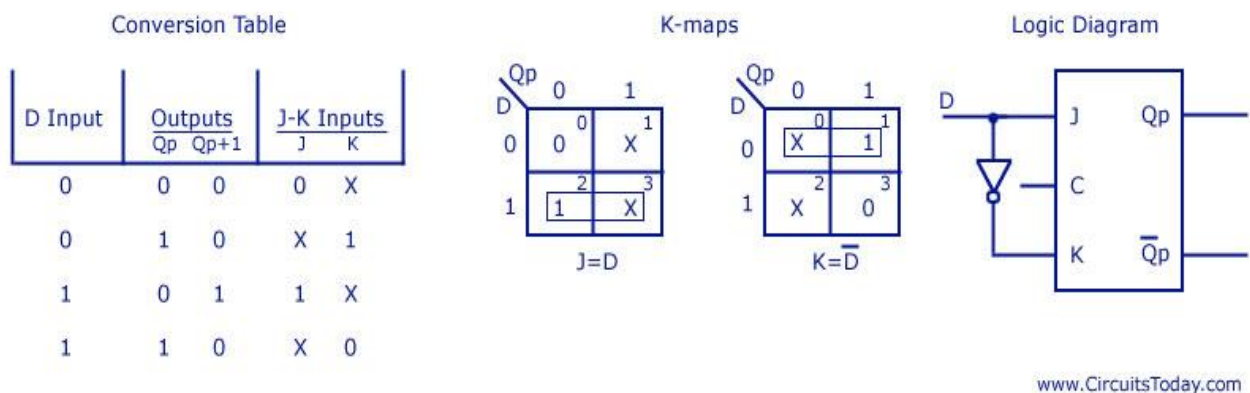 Conversion Table
D Input Outputs J-K Inputs
Qp Qp+1 J K
0 0 0 0 X
0 1 0 X 1
1 0 1 1 X
1 1 0 X 0
K-maps
Qp
D
0 1
0 0 0 X 1
1 1 2 X 3
J=D
Qp
D
0 1
0 X 0 1 1
1 X 2 0 3
K=D̅
Logic Diagram
D J Qp
C
K Q̅p
www.CircuitsToday.com